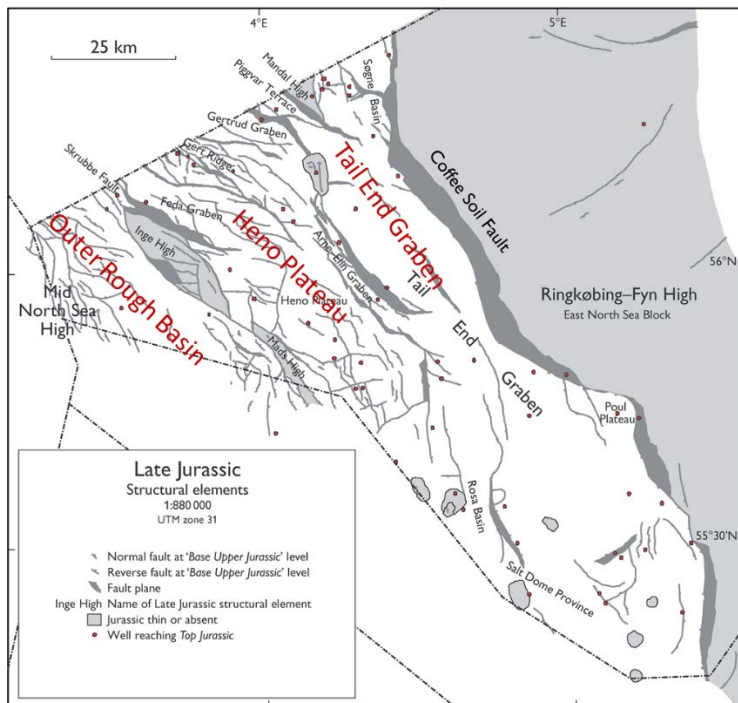 4°E
5°E
25 km
Mandal High
Søgne Basin
Piggvar Terrace
Gertrud Graben
Gert Ridge
Skrubbe Fault
Feda Graben
Tail End Graben
Coffee Soil Fault
Outer Rough Basin
Inge High
Heno Plateau
Arne-Elin Graben
56°N
Mid
North Sea
High
Heno Plateau
Tail
End
Graben
Ringkøbing–Fyn High
East North Sea Block
Mads High
Poul
Plateau
Rosa Basin
55°30'N
Salt Dome Province
Late Jurassic
Structural elements
1:880 000
UTM zone 31
Normal fault at 'Base Upper Jurassic' level
Reverse fault at 'Base Upper Jurassic' level
Fault plane
Inge High Name of Late Jurassic structural element
Jurassic thin or absent
Well reaching Top Jurassic